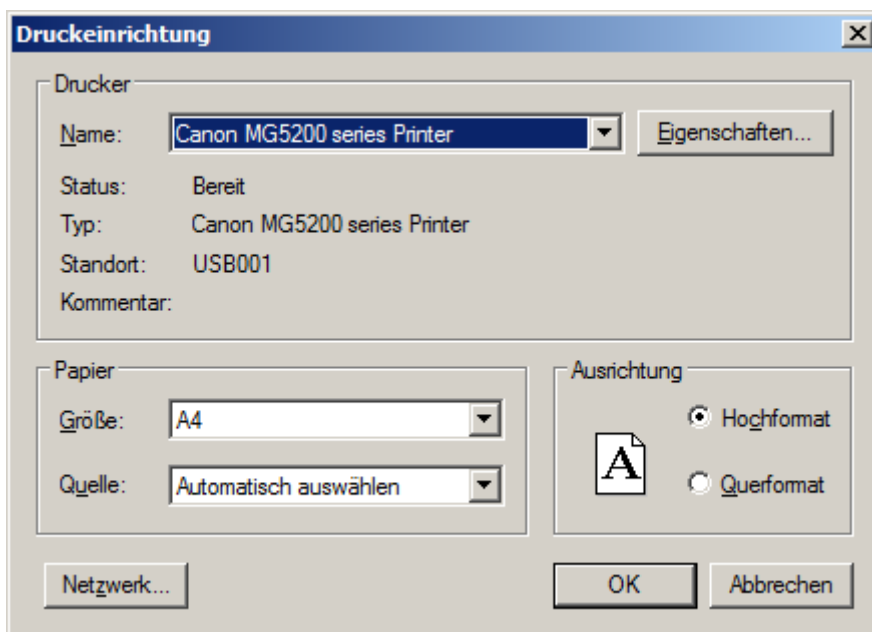 Druckeinrichtung
Drucker
Name: Canon MG5200 series Printer Eigenschaften...
Status: Bereit
Typ: Canon MG5200 series Printer
Standort: USB001
Kommentar:
Papier
Größe: A4
Quelle: Automatisch auswählen
Ausrichtung
A
Hochformat
Querformat
Netzwerk... OK Abbrechen